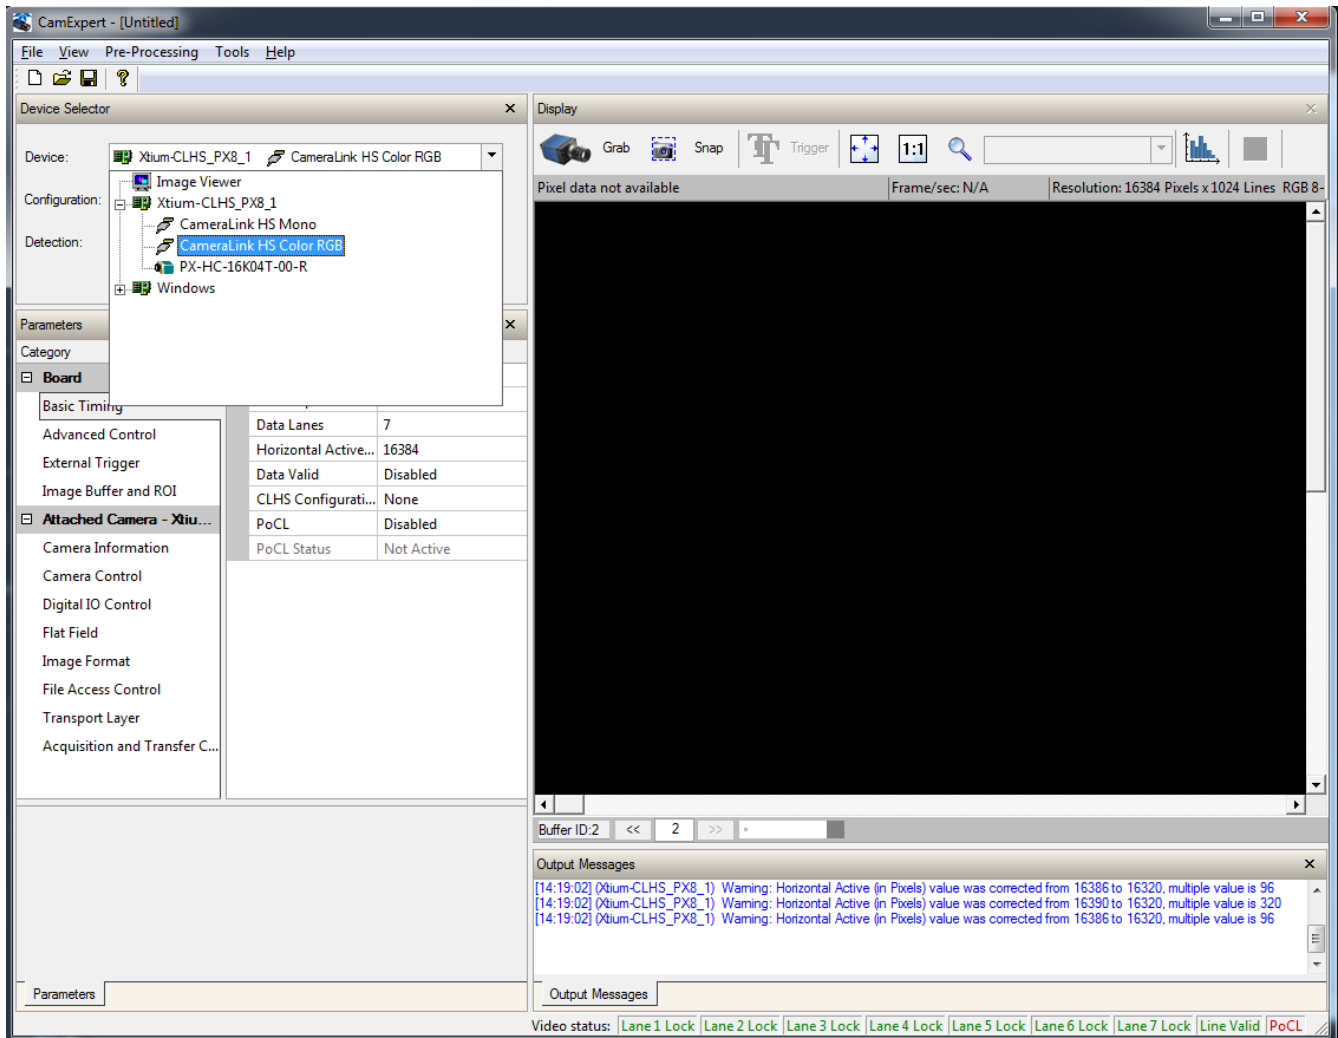 CamExpert - [Untitled]
File View Pre-Processing Tools Help
Device Selector
Device: Xtium-CLHS_PX8_1 CameraLink HS Color RGB
Image Viewer
Configuration:
Xtium-CLHS_PX8_1
CameraLink HS Mono
Detection:
CameraLink HS Color RGB
PX-HC-16K04T-00-R
Windows
Parameters
Category
Board
Basic Timing
Advanced Control
External Trigger
Image Buffer and ROI
Attached Camera - Xtiu...
Camera Information
Camera Control
Digital IO Control
Flat Field
Image Format
File Access Control
Transport Layer
Acquisition and Transfer C...
Data Lanes 7
Horizontal Active... 16384
Data Valid Disabled
CLHS Configurati... None
PoCL Disabled
PoCL Status Not Active
Parameters
Display
Grab Snap Trigger 1:1
Pixel data not available Frame/sec: N/A Resolution: 16384 Pixels x 1024 Lines RGB 8-
Buffer ID:2 << 2 >>
Output Messages
[14:19:02] (Xtium-CLHS_PX8_1) Warning: Horizontal Active (in Pixels) value was corrected from 16386 to 16320, multiple value is 96
[14:19:02] (Xtium-CLHS_PX8_1) Warning: Horizontal Active (in Pixels) value was corrected from 16390 to 16320, multiple value is 320
[14:19:02] (Xtium-CLHS_PX8_1) Warning: Horizontal Active (in Pixels) value was corrected from 16386 to 16320, multiple value is 96
Output Messages
Video status: Lane 1 Lock Lane 2 Lock Lane 3 Lock Lane 4 Lock Lane 5 Lock Lane 6 Lock Lane 7 Lock Line Valid PoCL